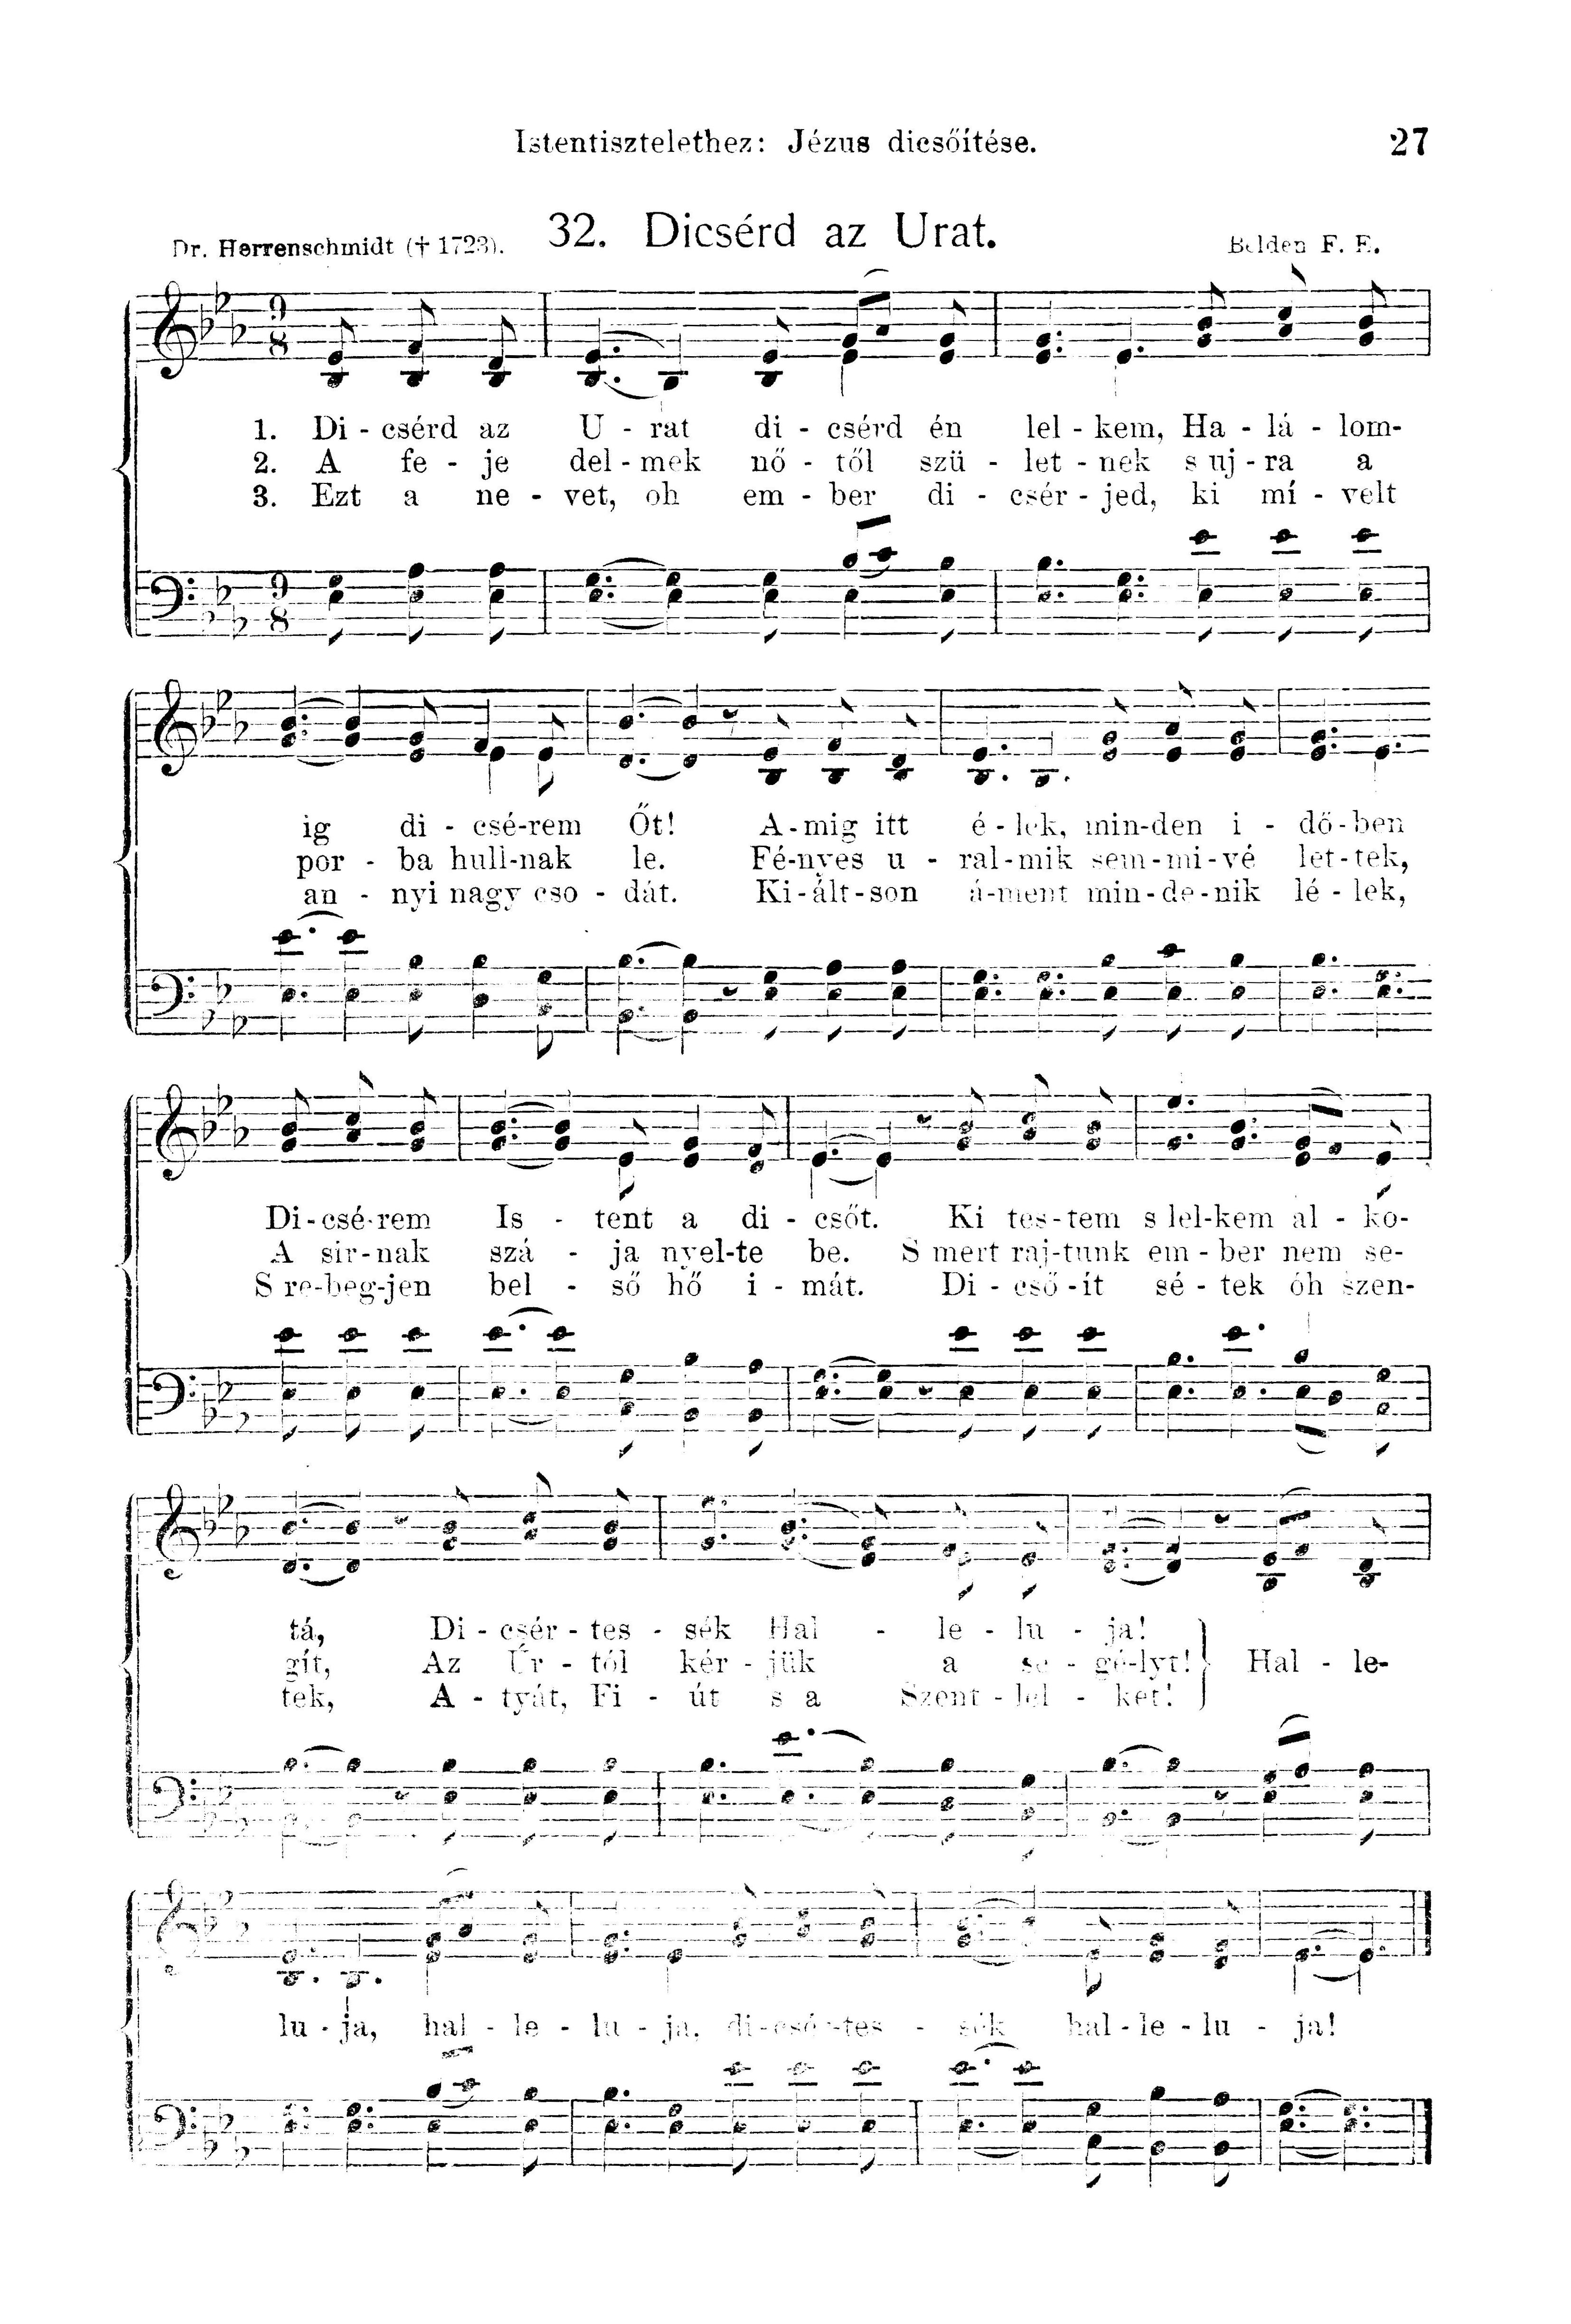 Istentisztelethez: Jézus dicsőítése. 27
Dr. Herrenschmidt († 1723). 32. Dicsérd az Urat. Belden F. E.
9
8
1. Di - csérd az U - rat di - csérd én lel - kem, Ha - lá - lom-
2. A fe - je del - mek nő - től szü - let - nek s uj - ra a
3. Ezt a ne - vet, oh em - ber di - csér - jed, ki mí - velt
9
8
ig di - csé-rem Őt! A-mig itt é - lek, min-den i - dő-ben
por - ba hull-nak le. Fé-nyes u - ral-mik sem-mi-vé let-tek,
an - nyi nagy cso - dát. Ki-ált-son á-ment min-de-nik lé - lek,
Di-csé-rem Is - tent a di - csőt. Ki tes-tem s lel-kem al - ko-
A sir-nak szá - ja nyel-te be. S mert raj-tunk em-ber nem se-
S re-beg-jen bel - ső hő i - mát. Di - cső-ít sé - tek óh szen-
tá, Di - csér - tes - sék Hal - le - lu - ja!
gít, Az Úr - tól kér - jük a se - gé-lyt! Hal - le-
tek, A - tyát, Fi - út s a Szent - lel - ket!
lu - ja, hal - le - lu - ja, di-csér-tes - sék hal - le - lu - ja!